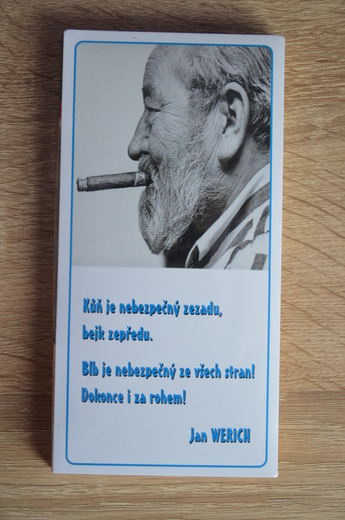 Kůň je nebezpečný zezadu,
bejk zepředu.
Blb je nebezpečný ze všech stran!
Dokonce i za rohem!
Jan WERICH